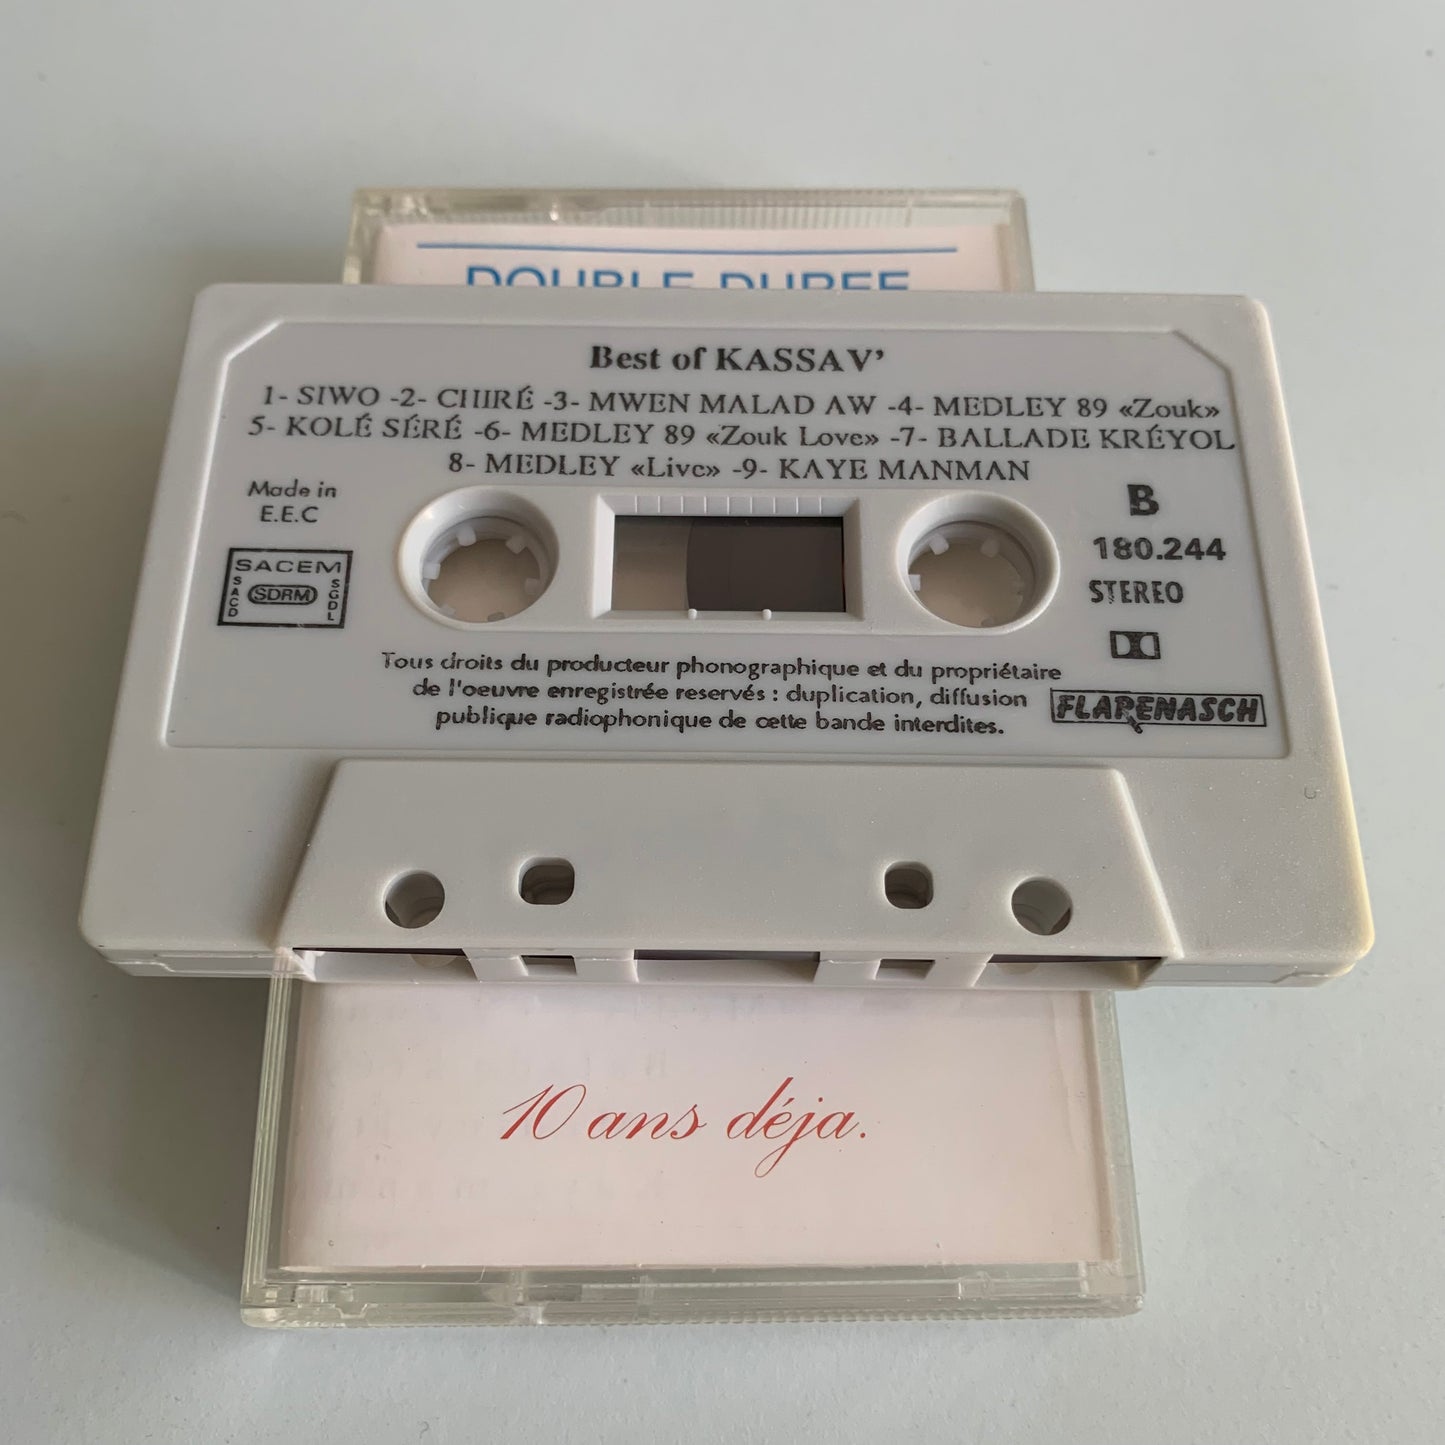 DOUBLE DUREE
Best of KASSAV’
1- SIWO -2- CHIRÉ -3- MWEN MALAD AW -4- MEDLEY 89 «Zouk»
5- KOLÉ SÉRÉ -6- MEDLEY 89 «Zouk Love» -7- BALLADE KRÉYOL
8- MEDLEY «Live» -9- KAYE MANMAN
Made in
E.E.C
B
180.244
STEREO
SACEM
SACD
SDRM
SGDL
Tous droits du producteur phonographique et du propriétaire
de l'oeuvre enregistrée reservés : duplication, diffusion
publique radiophonique de cette bande interdites.
FLARENASCH
10 ans déja.